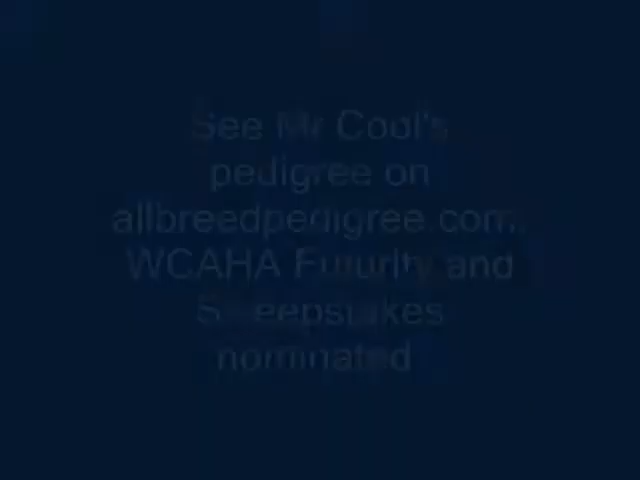 See Mr Cool's
pedigree on
allbreedpedigree.com.
WCAHA Futurity and
Sweepstakes
nominated